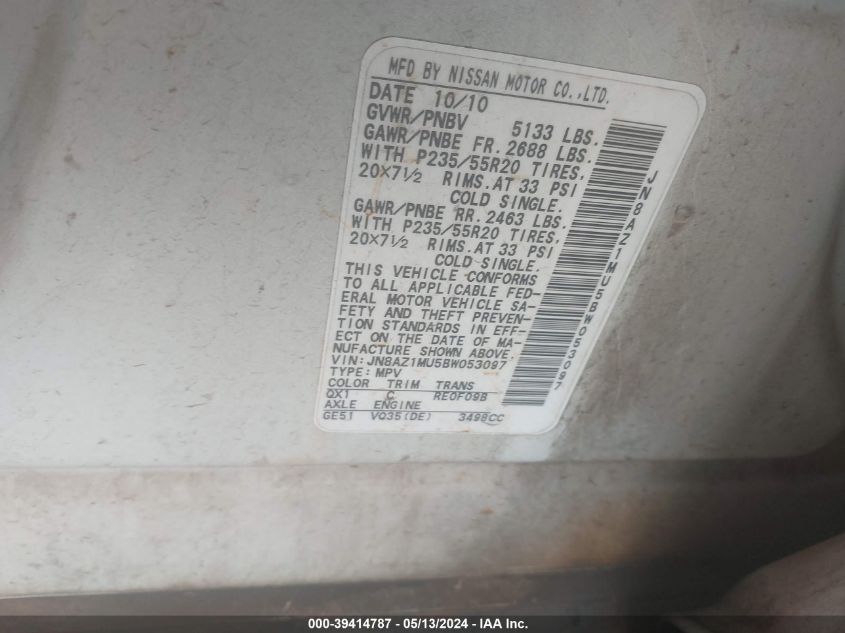 MFD BY NISSAN MOTOR CO.,LTD.
DATE 10/10
GVWR/PNBV 5133 LBS.
GAWR/PNBE FR. 2688 LBS.
WITH P235/55R20 TIRES,
20X7½ RIMS.AT 33 PSI
COLD SINGLE.
GAWR/PNBE RR. 2463 LBS.
WITH P235/55R20 TIRES,
20X7½ RIMS.AT 33 PSI
COLD SINGLE.
THIS VEHICLE CONFORMS
TO ALL APPLICABLE FED-
ERAL MOTOR VEHICLE SA-
FETY AND THEFT PREVEN-
TION STANDARDS IN EFF-
ECT ON THE DATE OF MA-
NUFACTURE SHOWN ABOVE.
VIN:JN8AZ1MU5BW053097
TYPE:MPV
COLOR TRIM TRANS
QX1 C RE0F09B
AXLE ENGINE
GE51 VQ35(DE) 3498CC
JN8AZ1MU5BW053097
000-39414787 - 05/13/2024 - IAA Inc.